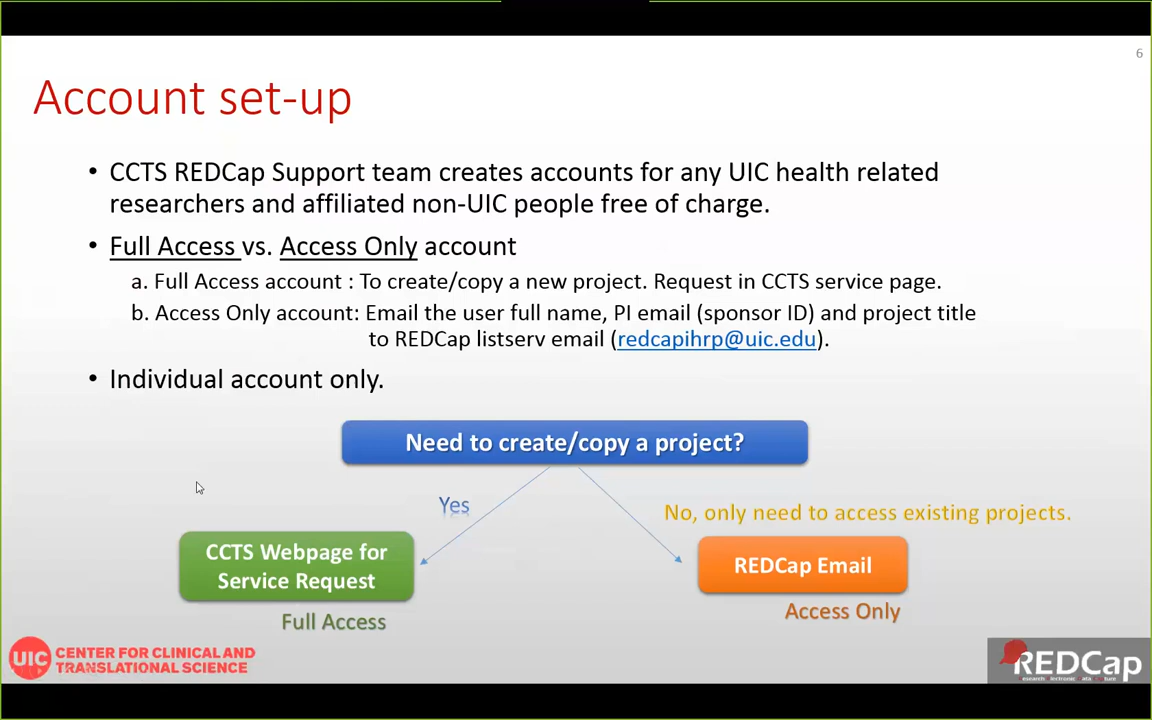 6
Account set-up
• CCTS REDCap Support team creates accounts for any UIC health related
researchers and affiliated non-UIC people free of charge.
• Full Access vs. Access Only account
a. Full Access account : To create/copy a new project. Request in CCTS service page.
b. Access Only account: Email the user full name, PI email (sponsor ID) and project title
to REDCap listserv email (redcapihrp@uic.edu).
• Individual account only.
Need to create/copy a project?
Yes
No, only need to access existing projects.
CCTS Webpage for
Service Request
REDCap Email
Full Access
Access Only
UIC CENTER FOR CLINICAL AND
TRANSLATIONAL SCIENCE
REDCap